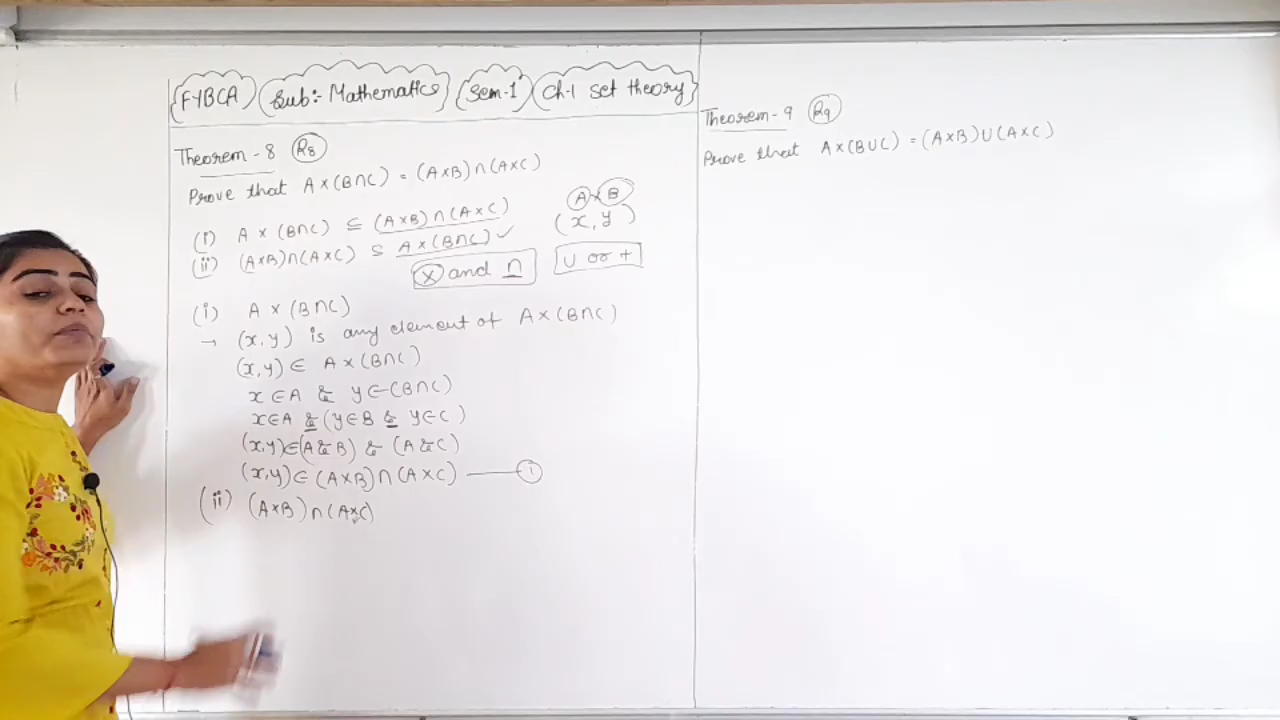 FYBCA Sub:- Mathematics Sem-1 Ch-1 Set theory
Theorem - 8 R8
Prove that A×(B∩C) = (A×B)∩(A×C)
(i) A × (B∩C) ⊆ (A×B)∩(A×C)
(ii) (A×B)∩(A×C) ⊆ A×(B∩C) ✓
A×B
(x, y)
× and ∩
∪ or +
(i) A × (B∩C)
→ (x,y) is any element of A×(B∩C)
(x,y) ∈ A×(B∩C)
x∈A & y∈(B∩C)
x∈A & (y∈B & y∈C)
(x,y)∈(A&B) & (A&C)
(x,y)∈(A×B)∩(A×C) —— 1
(ii) (A×B)∩(A×C)
Theorem - 9 R9
Prove that A×(B∪C) = (A×B)∪(A×C)